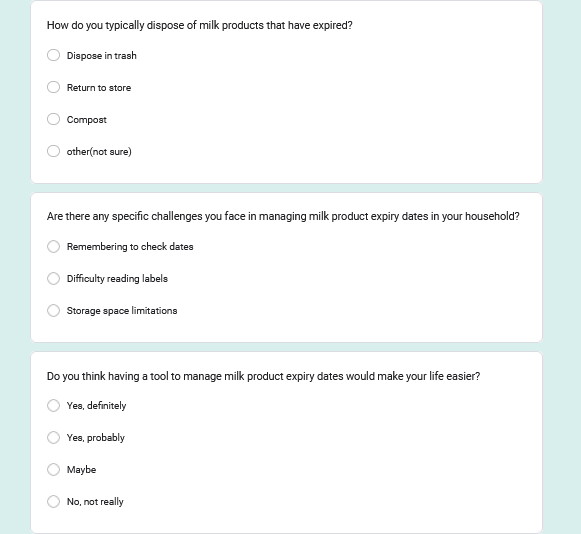 How do you typically dispose of milk products that have expired?
Dispose in trash
Return to store
Compost
other(not sure)
Are there any specific challenges you face in managing milk product expiry dates in your household?
Remembering to check dates
Difficulty reading labels
Storage space limitations
Do you think having a tool to manage milk product expiry dates would make your life easier?
Yes, definitely
Yes, probably
Maybe
No, not really